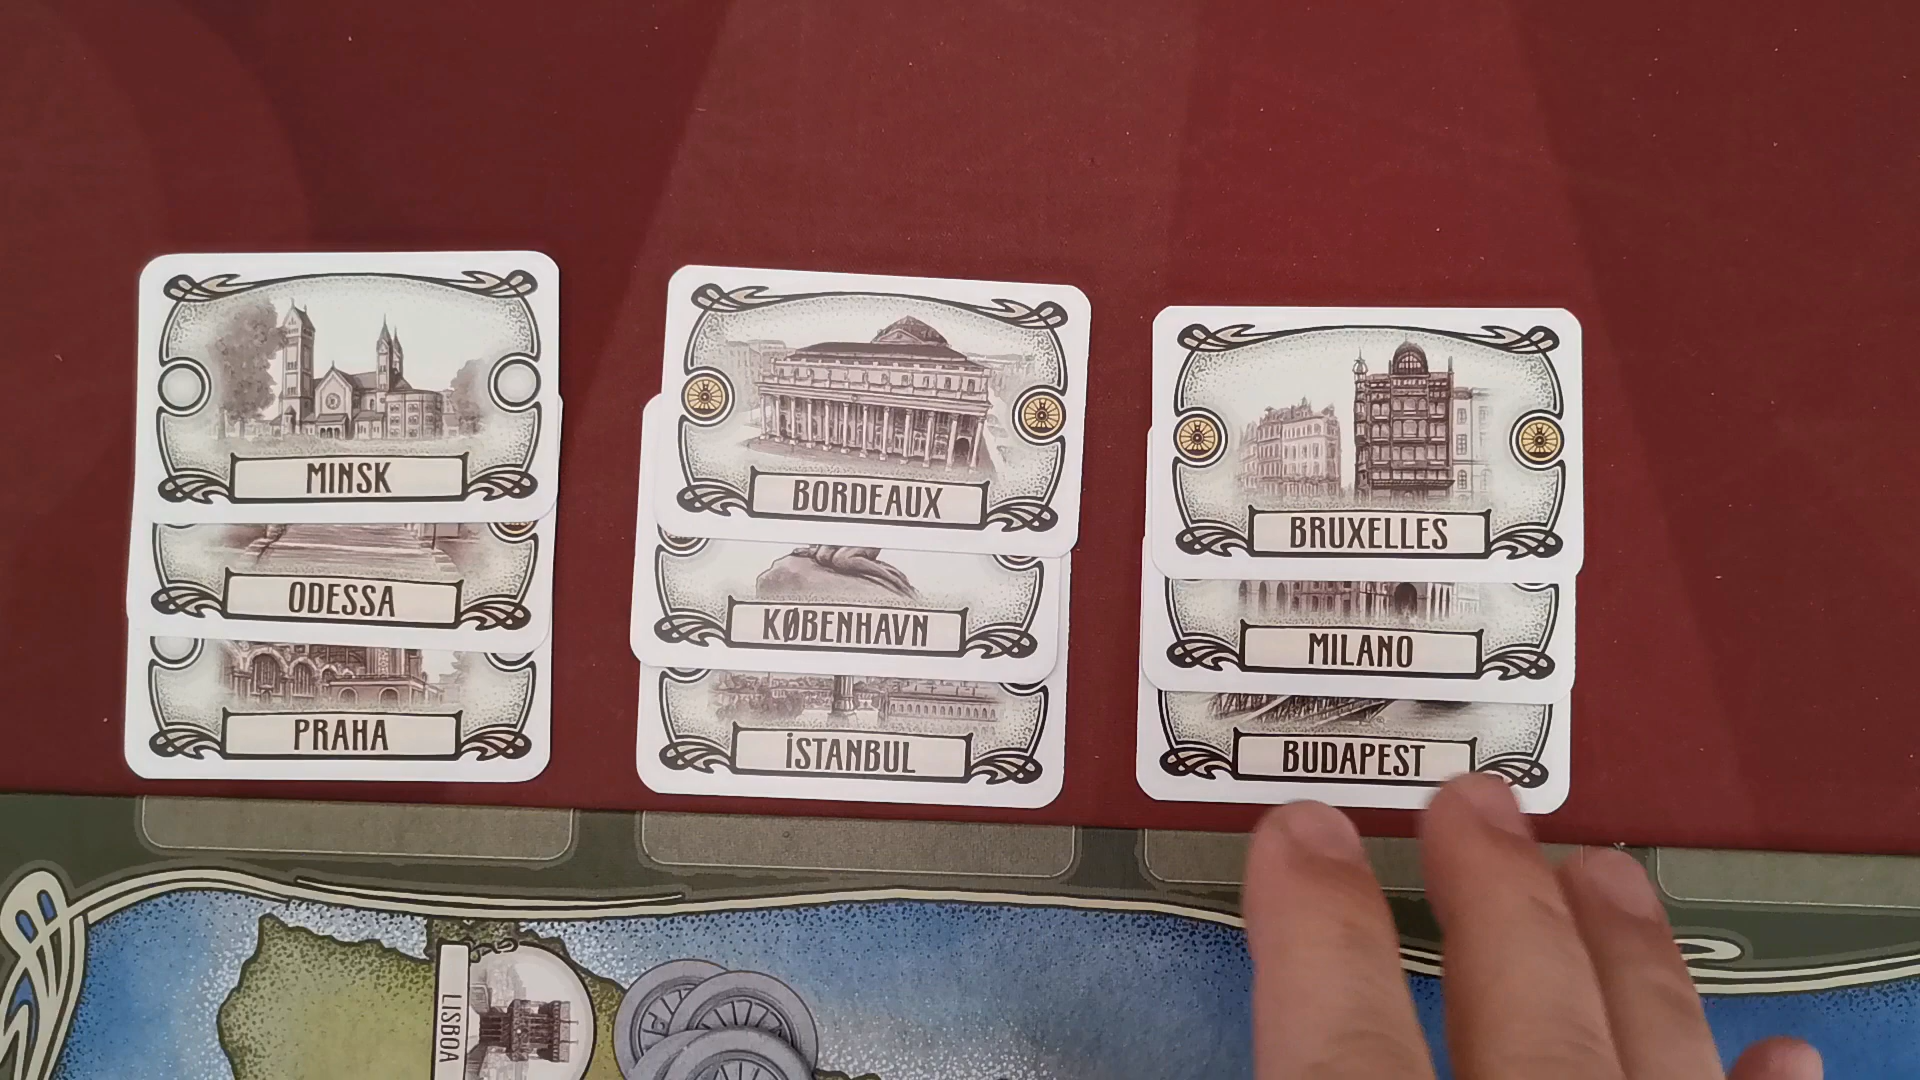 MINSK
ODESSA
PRAHA
BORDEAUX
KØBENHAVN
İSTANBUL
BRUXELLES
MILANO
BUDAPEST
LISBOA